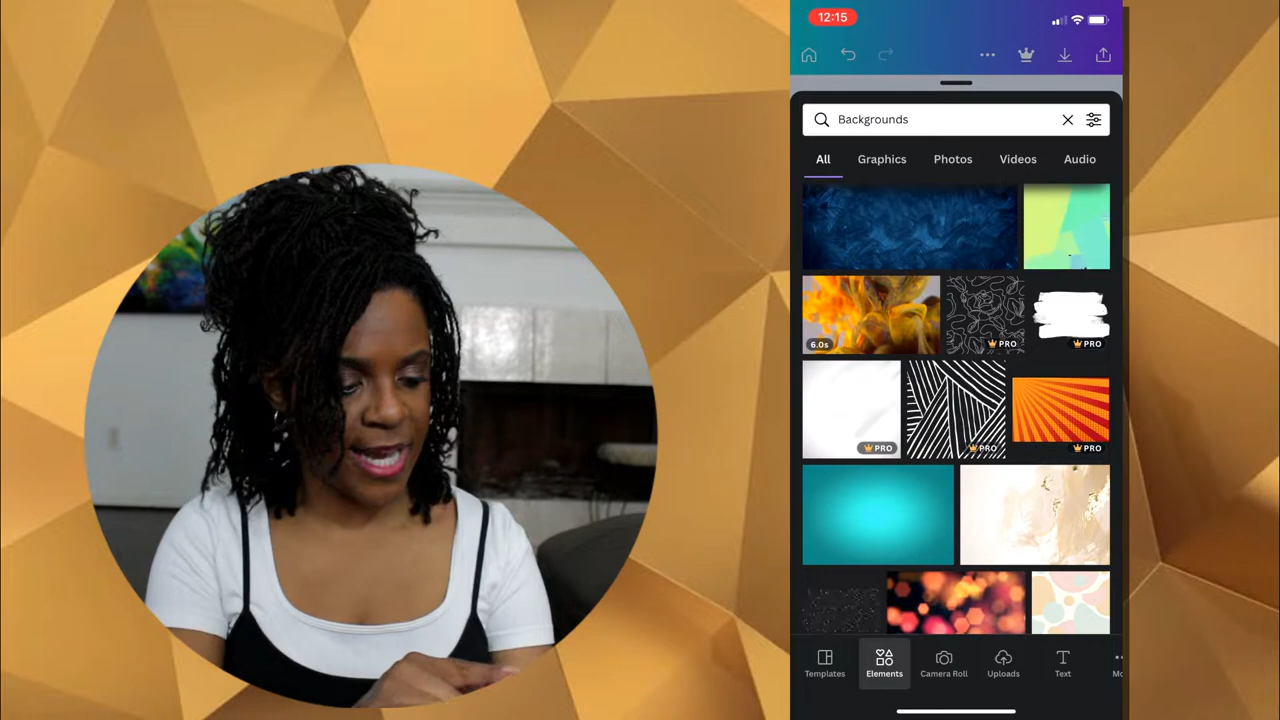 12:15
Backgrounds
All Graphics Photos Videos Audio
6.0s PRO PRO
PRO PRO PRO
Templates Elements Camera Roll Uploads Text Mo